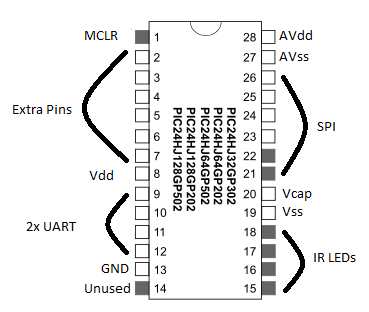 MCLR 1 28 AVdd
2 27 AVss
3 26
4 25
Extra Pins 5 24
6 23 SPI
7 22
Vdd 8 21
9 20 Vcap
2x UART 10 19 Vss
11 18
12 17 IR LEDs
GND 13 16
Unused 14 15
PIC24HJ32GP302
PIC24HJ64GP202
PIC24HJ64GP502
PIC24HJ128GP202
PIC24HJ128GP502